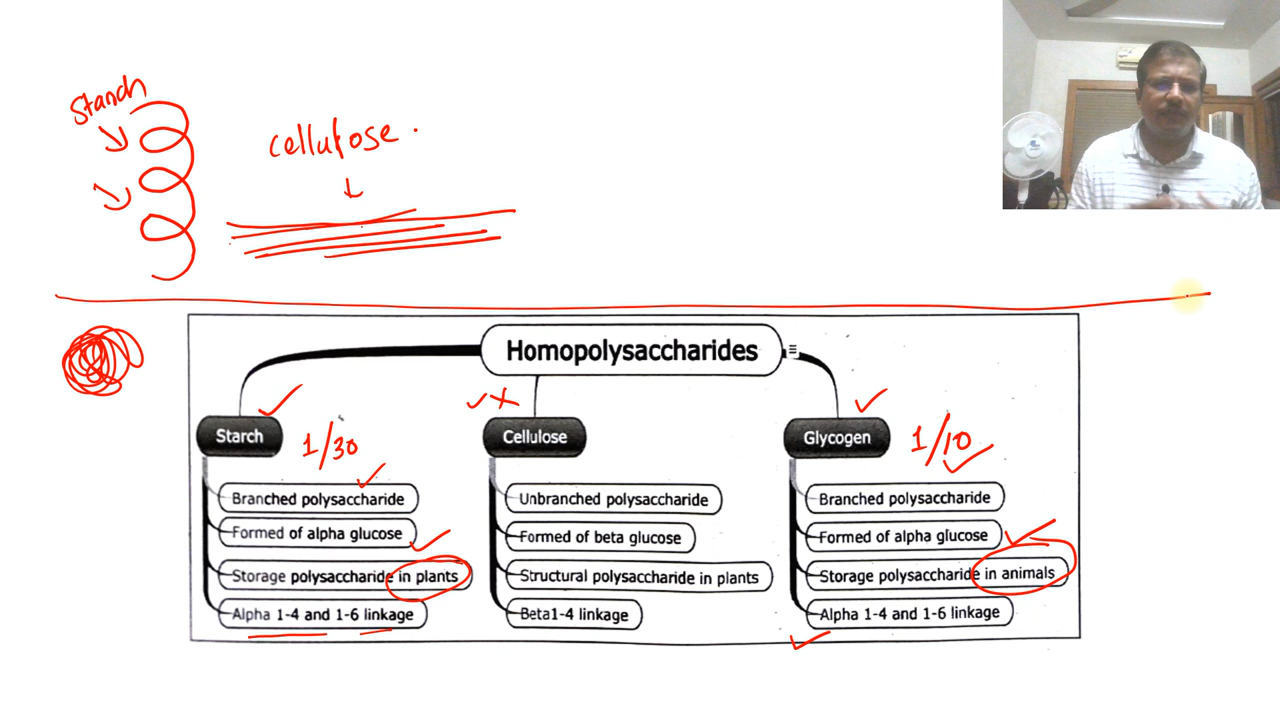 Stanch
cellulose.
Homopolysaccharides
Starch
1/30
Branched polysaccharide
Formed of alpha glucose
Storage polysaccharide in plants
Alpha 1-4 and 1-6 linkage
Cellulose
Unbranched polysaccharide
Formed of beta glucose
Structural polysaccharide in plants
Beta1-4 linkage
Glycogen
1/10
Branched polysaccharide
Formed of alpha glucose
Storage polysaccharide in animals
Alpha 1-4 and 1-6 linkage